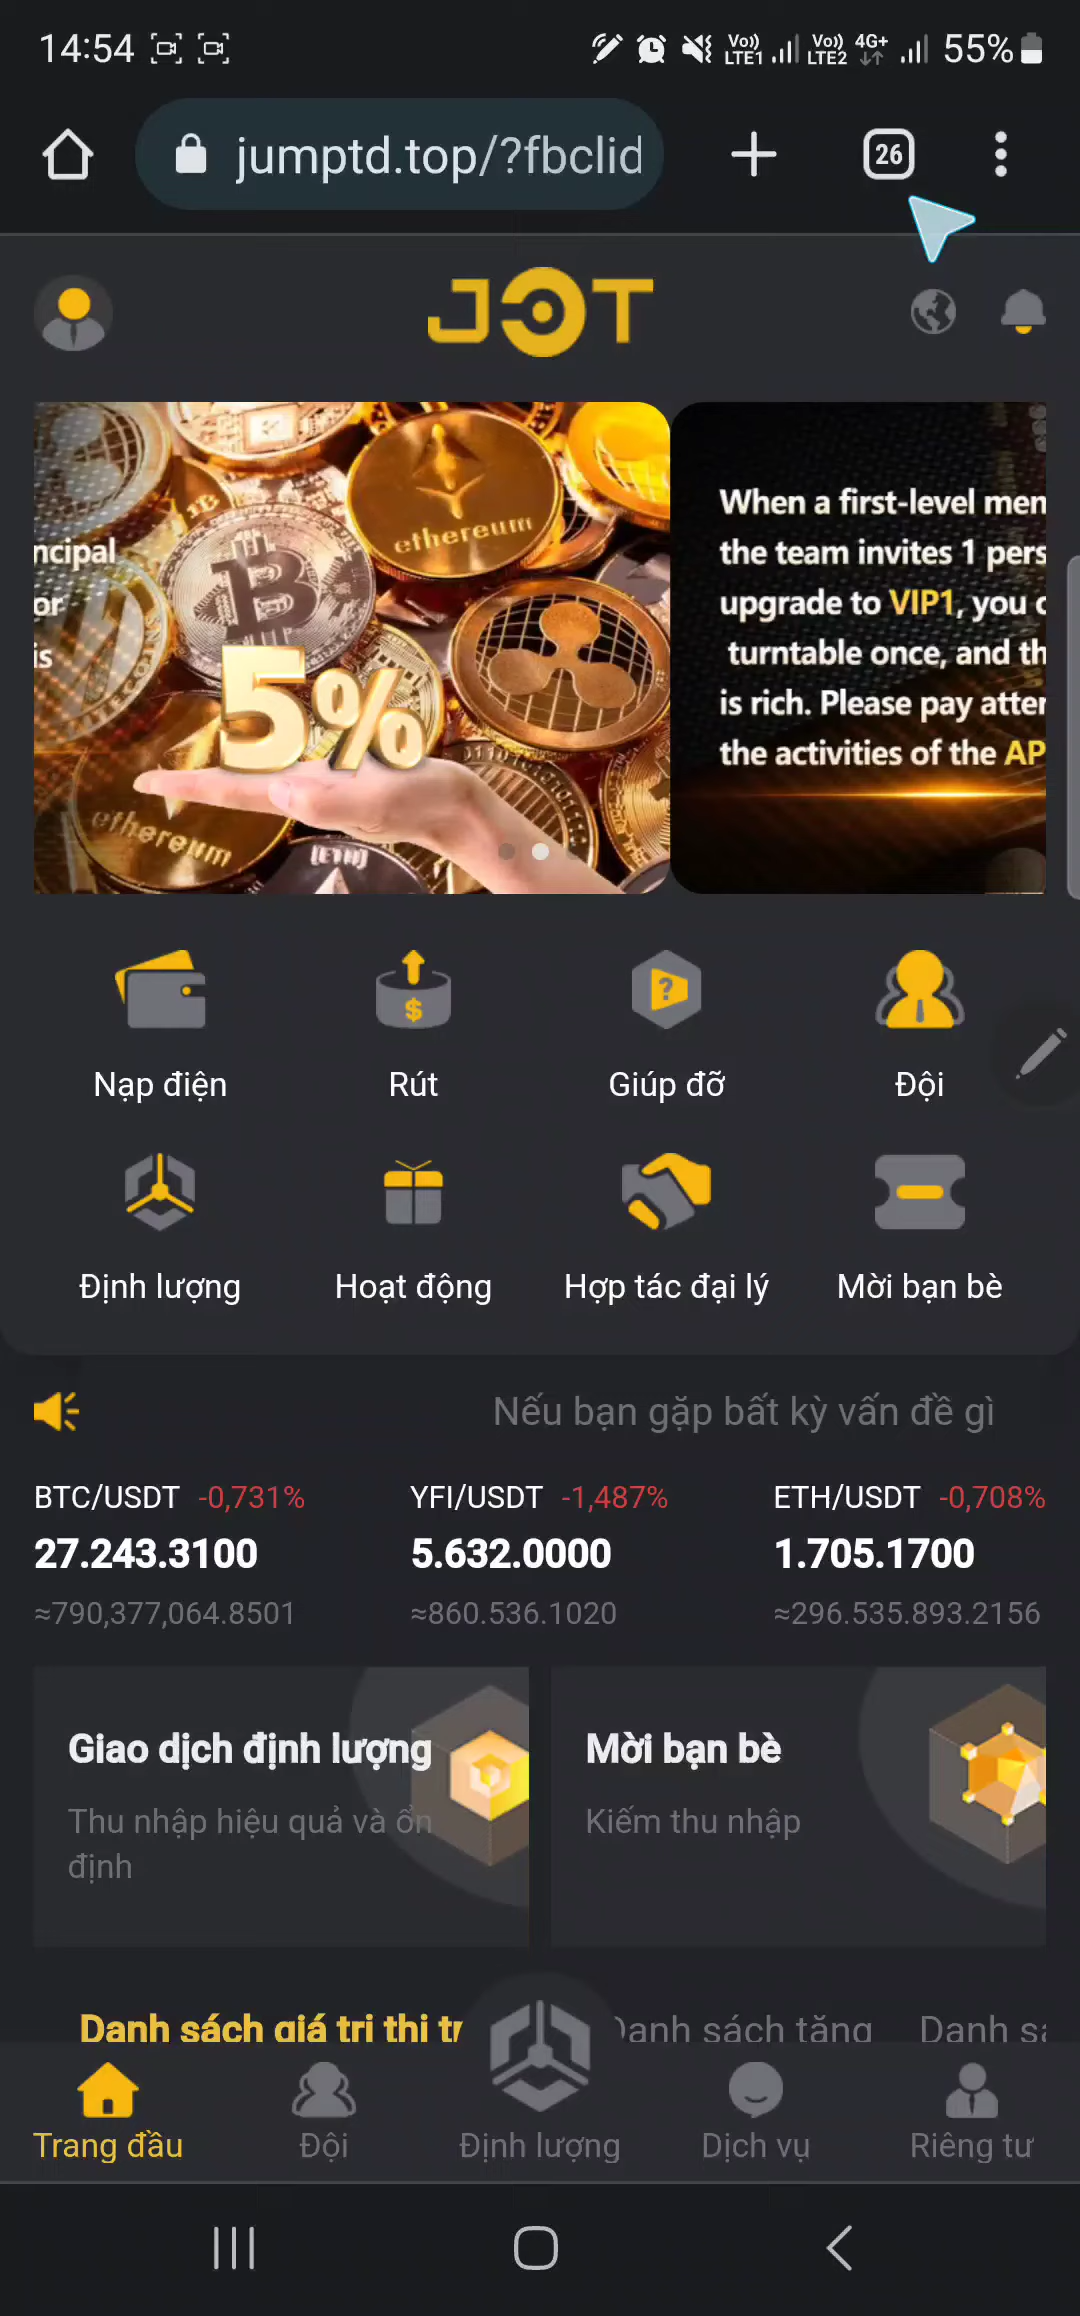 14:54 Vo)) LTE1 Vo)) LTE2 4G+ 55%
jumptd.top/?fbclid 26
JOT
ncipal
or
is
ethereum
5%
ethereum
When a first-level men
the team invites 1 pers
upgrade to VIP1, you c
turntable once, and th
is rich. Please pay atter
the activities of the AP
Nạp điện Rút Giúp đỡ Đội
Định lượng Hoạt động Hợp tác đại lý Mời bạn bè
Nếu bạn gặp bất kỳ vấn đề gì
BTC/USDT -0,731% YFI/USDT -1,487% ETH/USDT -0,708%
27.243.3100 5.632.0000 1.705.1700
≈790,377,064.8501 ≈860.536.1020 ≈296.535.893.2156
Giao dịch định lượng Mời bạn bè
Thu nhập hiệu quả và ổn Kiếm thu nhập
định
Danh sách giá trị thị tr Danh sách tăng Danh sá
Trang đầu Đội Định lượng Dịch vụ Riêng tư